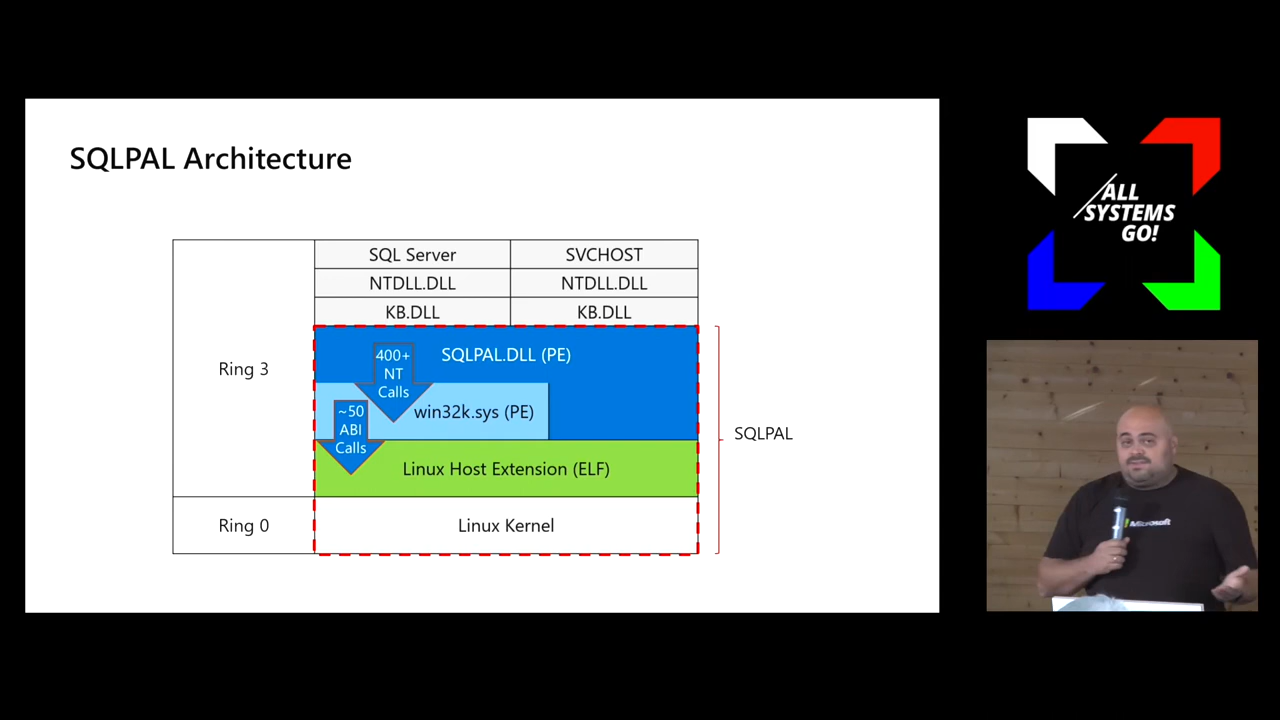 SQLPAL Architecture
SQL Server
SVCHOST
NTDLL.DLL
NTDLL.DLL
KB.DLL
KB.DLL
Ring 3
400+
NT
Calls
SQLPAL.DLL (PE)
~50
ABI
Calls
win32k.sys (PE)
Linux Host Extension (ELF)
SQLPAL
Ring 0
Linux Kernel
ALL
SYSTEMS
GO!
Microsoft